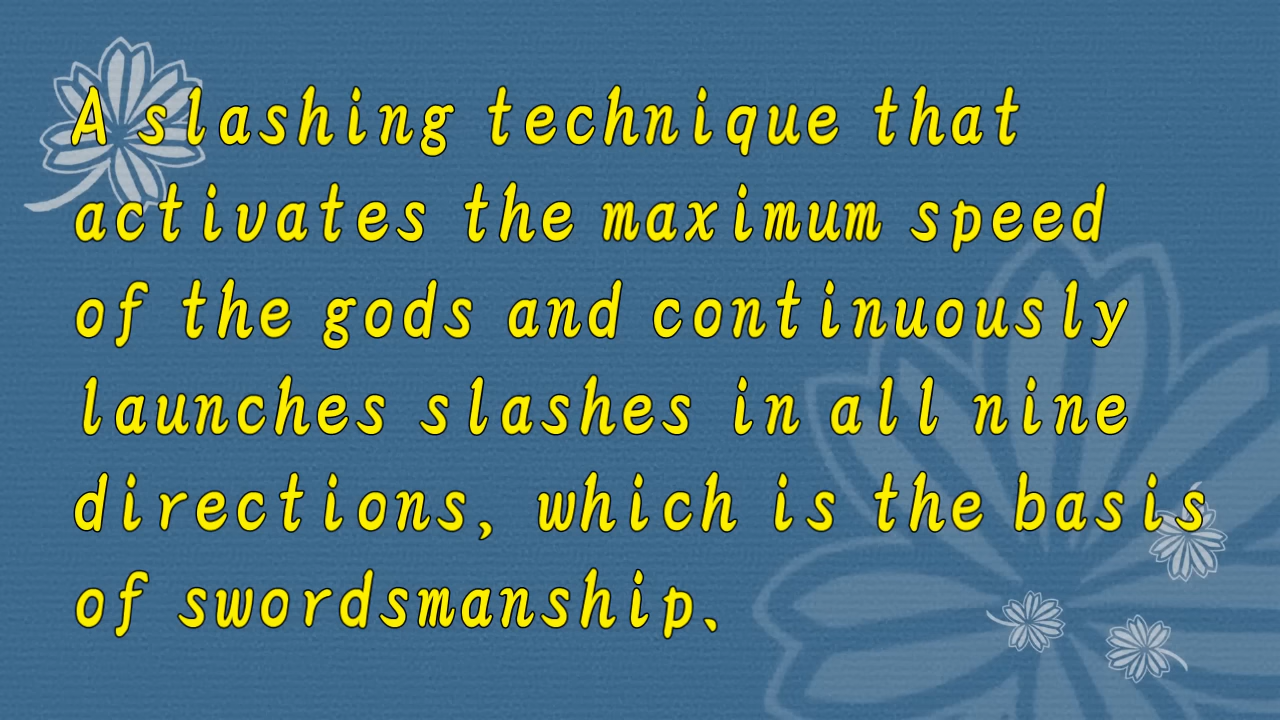 A slashing technique that
activates the maximum speed
of the gods and continuously
launches slashes in all nine
directions, which is the basis
of swordsmanship、